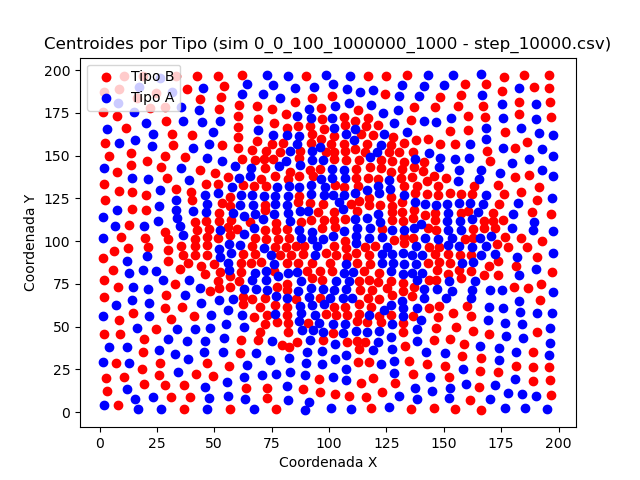 Centroides por Tipo (sim 0_0_100_1000000_1000 - step_10000.csv)
Tipo B
Tipo A
Coordenada Y
200
175
150
125
100
75
50
25
0
0 25 50 75 100 125 150 175 200
Coordenada X